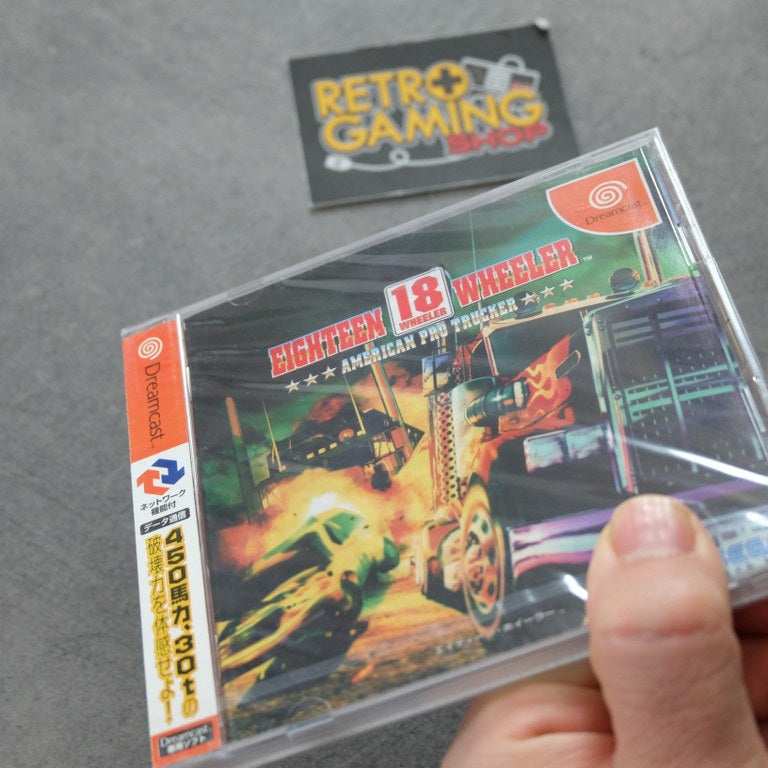 RETRO
GAMING
SHOP
Dreamcast
EIGHTEEN 18 WHEELER™
WHEELER
AMERICAN PRO TRUCKER
エイティーン・ホイーラー
SEGA
Dreamcast™
ネットワーク
機能付
データ通信
450馬力・30tの
破壊力を体感せよ!
Dreamcast
専用ソフト